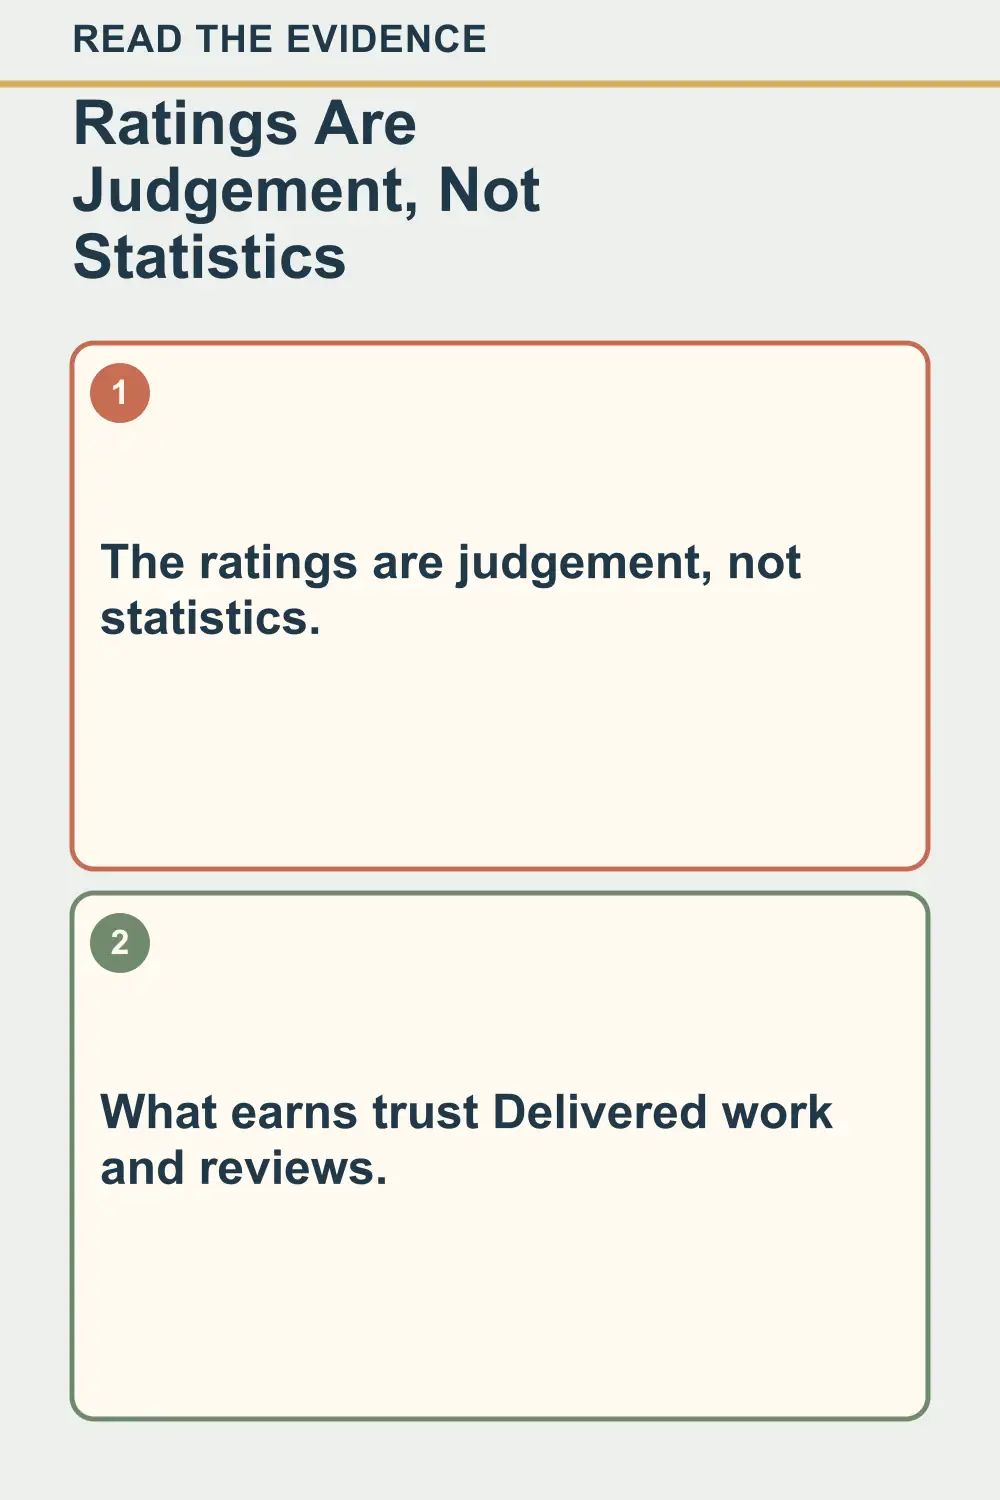 READ THE EVIDENCE
Ratings Are
Judgement, Not
Statistics
1
The ratings are judgement, not
statistics.
2
What earns trust Delivered work
and reviews.